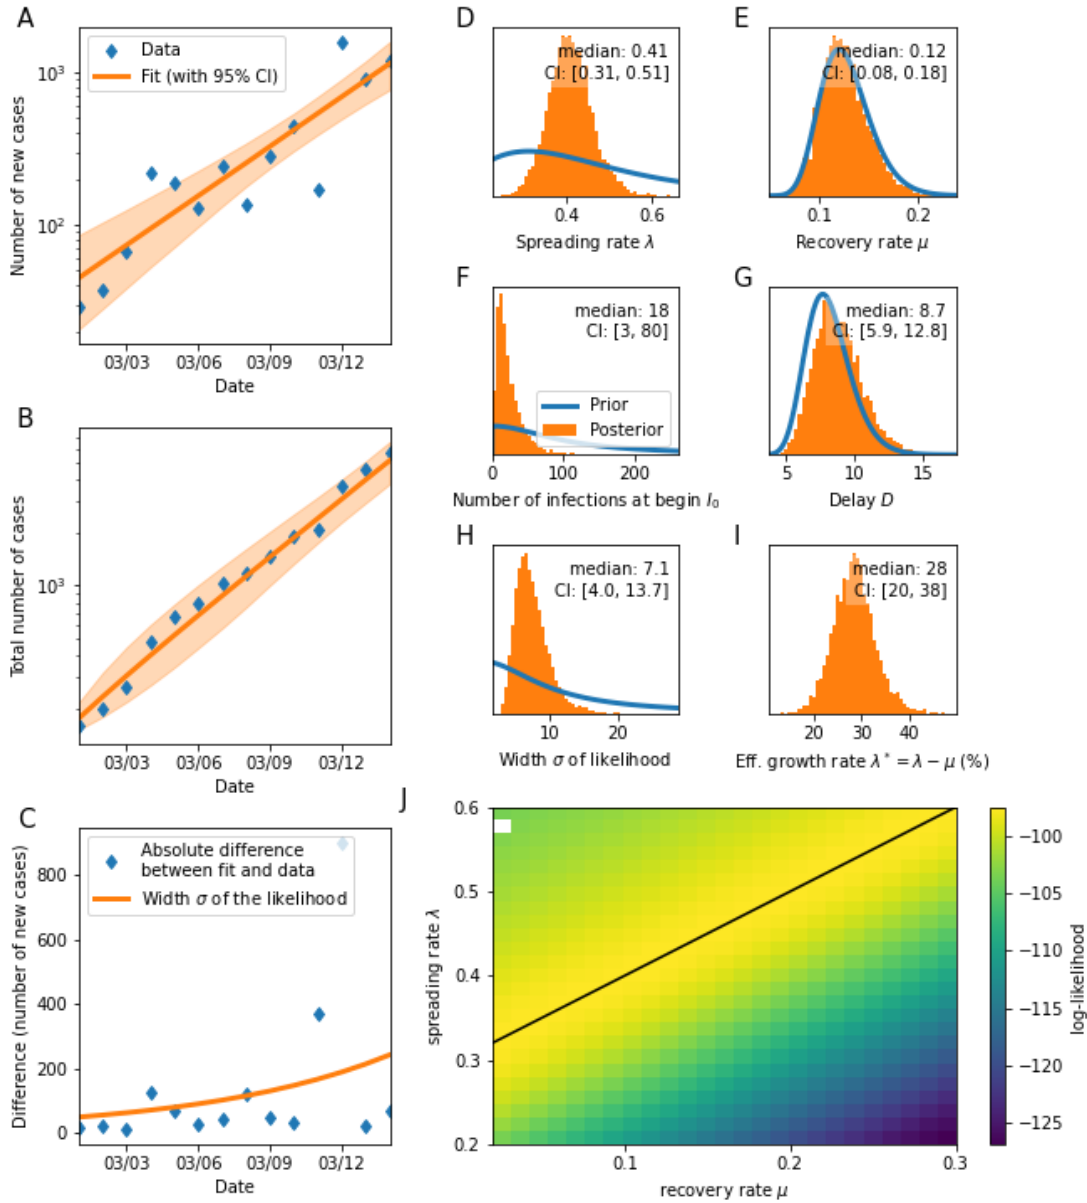 A
Data
Fit (with 95% CI)
10³
10²
Number of new cases
03/03 03/06 03/09 03/12
Date
B
10³
Total number of cases
03/03 03/06 03/09 03/12
Date
C
Absolute difference
between fit and data
Width σ of the likelihood
800
600
400
200
0
Difference (number of new cases)
03/03 03/06 03/09 03/12
Date
D
median: 0.41
CI: [0.31, 0.51]
0.4 0.6
Spreading rate λ
E
median: 0.12
CI: [0.08, 0.18]
0.1 0.2
Recovery rate μ
F
median: 18
CI: [3, 80]
Prior
Posterior
0 100 200
Number of infections at begin I₀
G
median: 8.7
CI: [5.9, 12.8]
5 10 15
Delay D
H
median: 7.1
CI: [4.0, 13.7]
10 20
Width σ of likelihood
I
median: 28
CI: [20, 38]
20 30 40
Eff. growth rate λ* = λ − μ (%)
J
0.6
0.5
0.4
0.3
0.2
spreading rate λ
0.1 0.2 0.3
recovery rate μ
−100
−105
−110
−115
−120
−125
log-likelihood